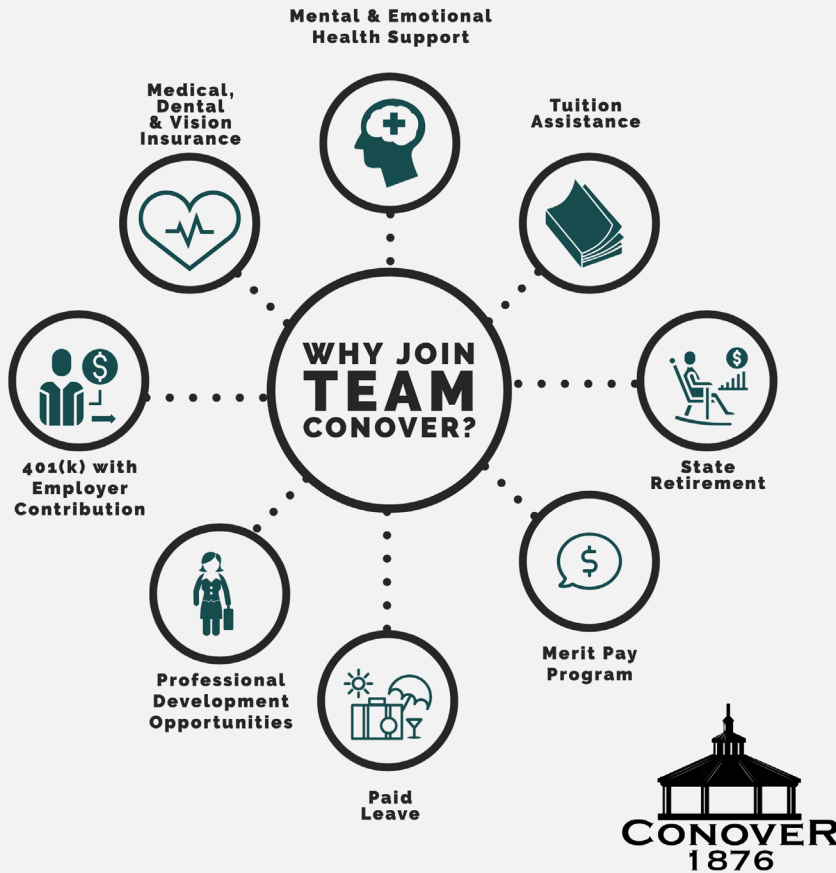 Mental & Emotional
Health Support
Medical,
Dental
& Vision
Insurance
Tuition
Assistance
WHY JOIN
TEAM
CONOVER?
401(k) with
Employer
Contribution
State
Retirement
Professional
Development
Opportunities
Merit Pay
Program
Paid
Leave
CONOVER
1876